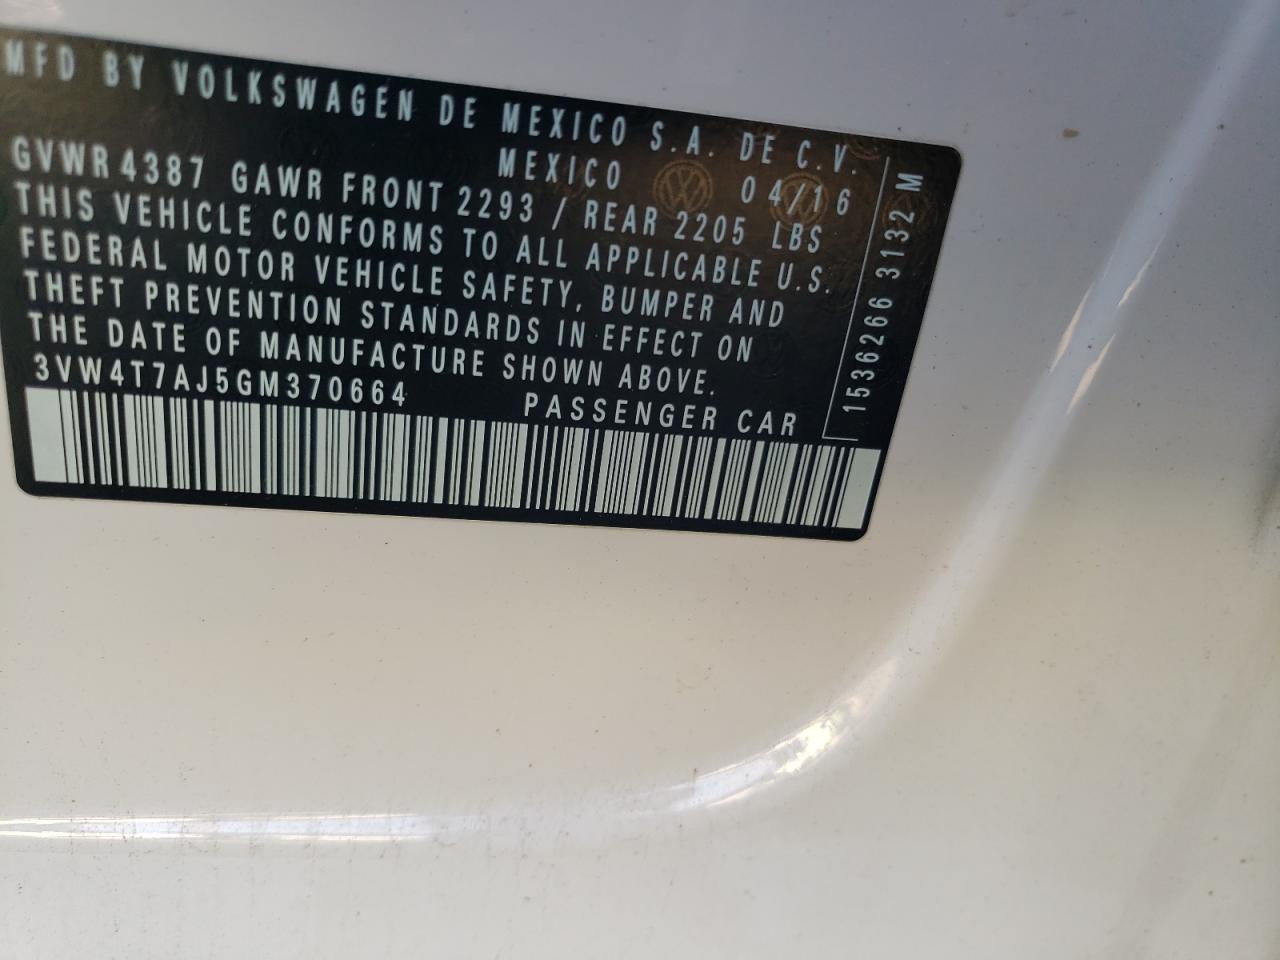 MFD BY VOLKSWAGEN DE MEXICO S.A. DE C.V.
MEXICO 04/16
GVWR 4387 GAWR FRONT 2293 / REAR 2205 LBS
THIS VEHICLE CONFORMS TO ALL APPLICABLE U.S.
FEDERAL MOTOR VEHICLE SAFETY, BUMPER AND
THEFT PREVENTION STANDARDS IN EFFECT ON
THE DATE OF MANUFACTURE SHOWN ABOVE.
3VW4T7AJ5GM370664 PASSENGER CAR
1536266 3132 M